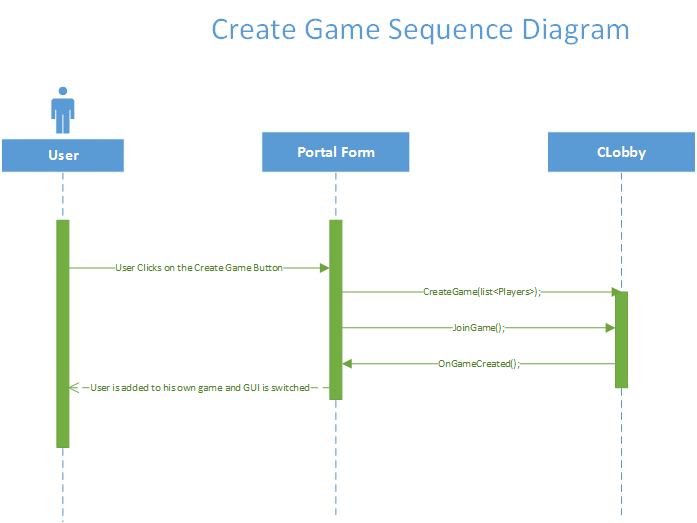 Create Game Sequence Diagram
User
Portal Form
CLobby
User Clicks on the Create Game Button
CreateGame(list<Players>);
JoinGame();
OnGameCreated();
User is added to his own game and GUI is switched